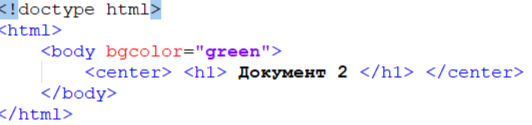 <!doctype html>
<html>
<body bgcolor="green">
<center> <h1> Документ 2 </h1> </center>
</body>
</html>